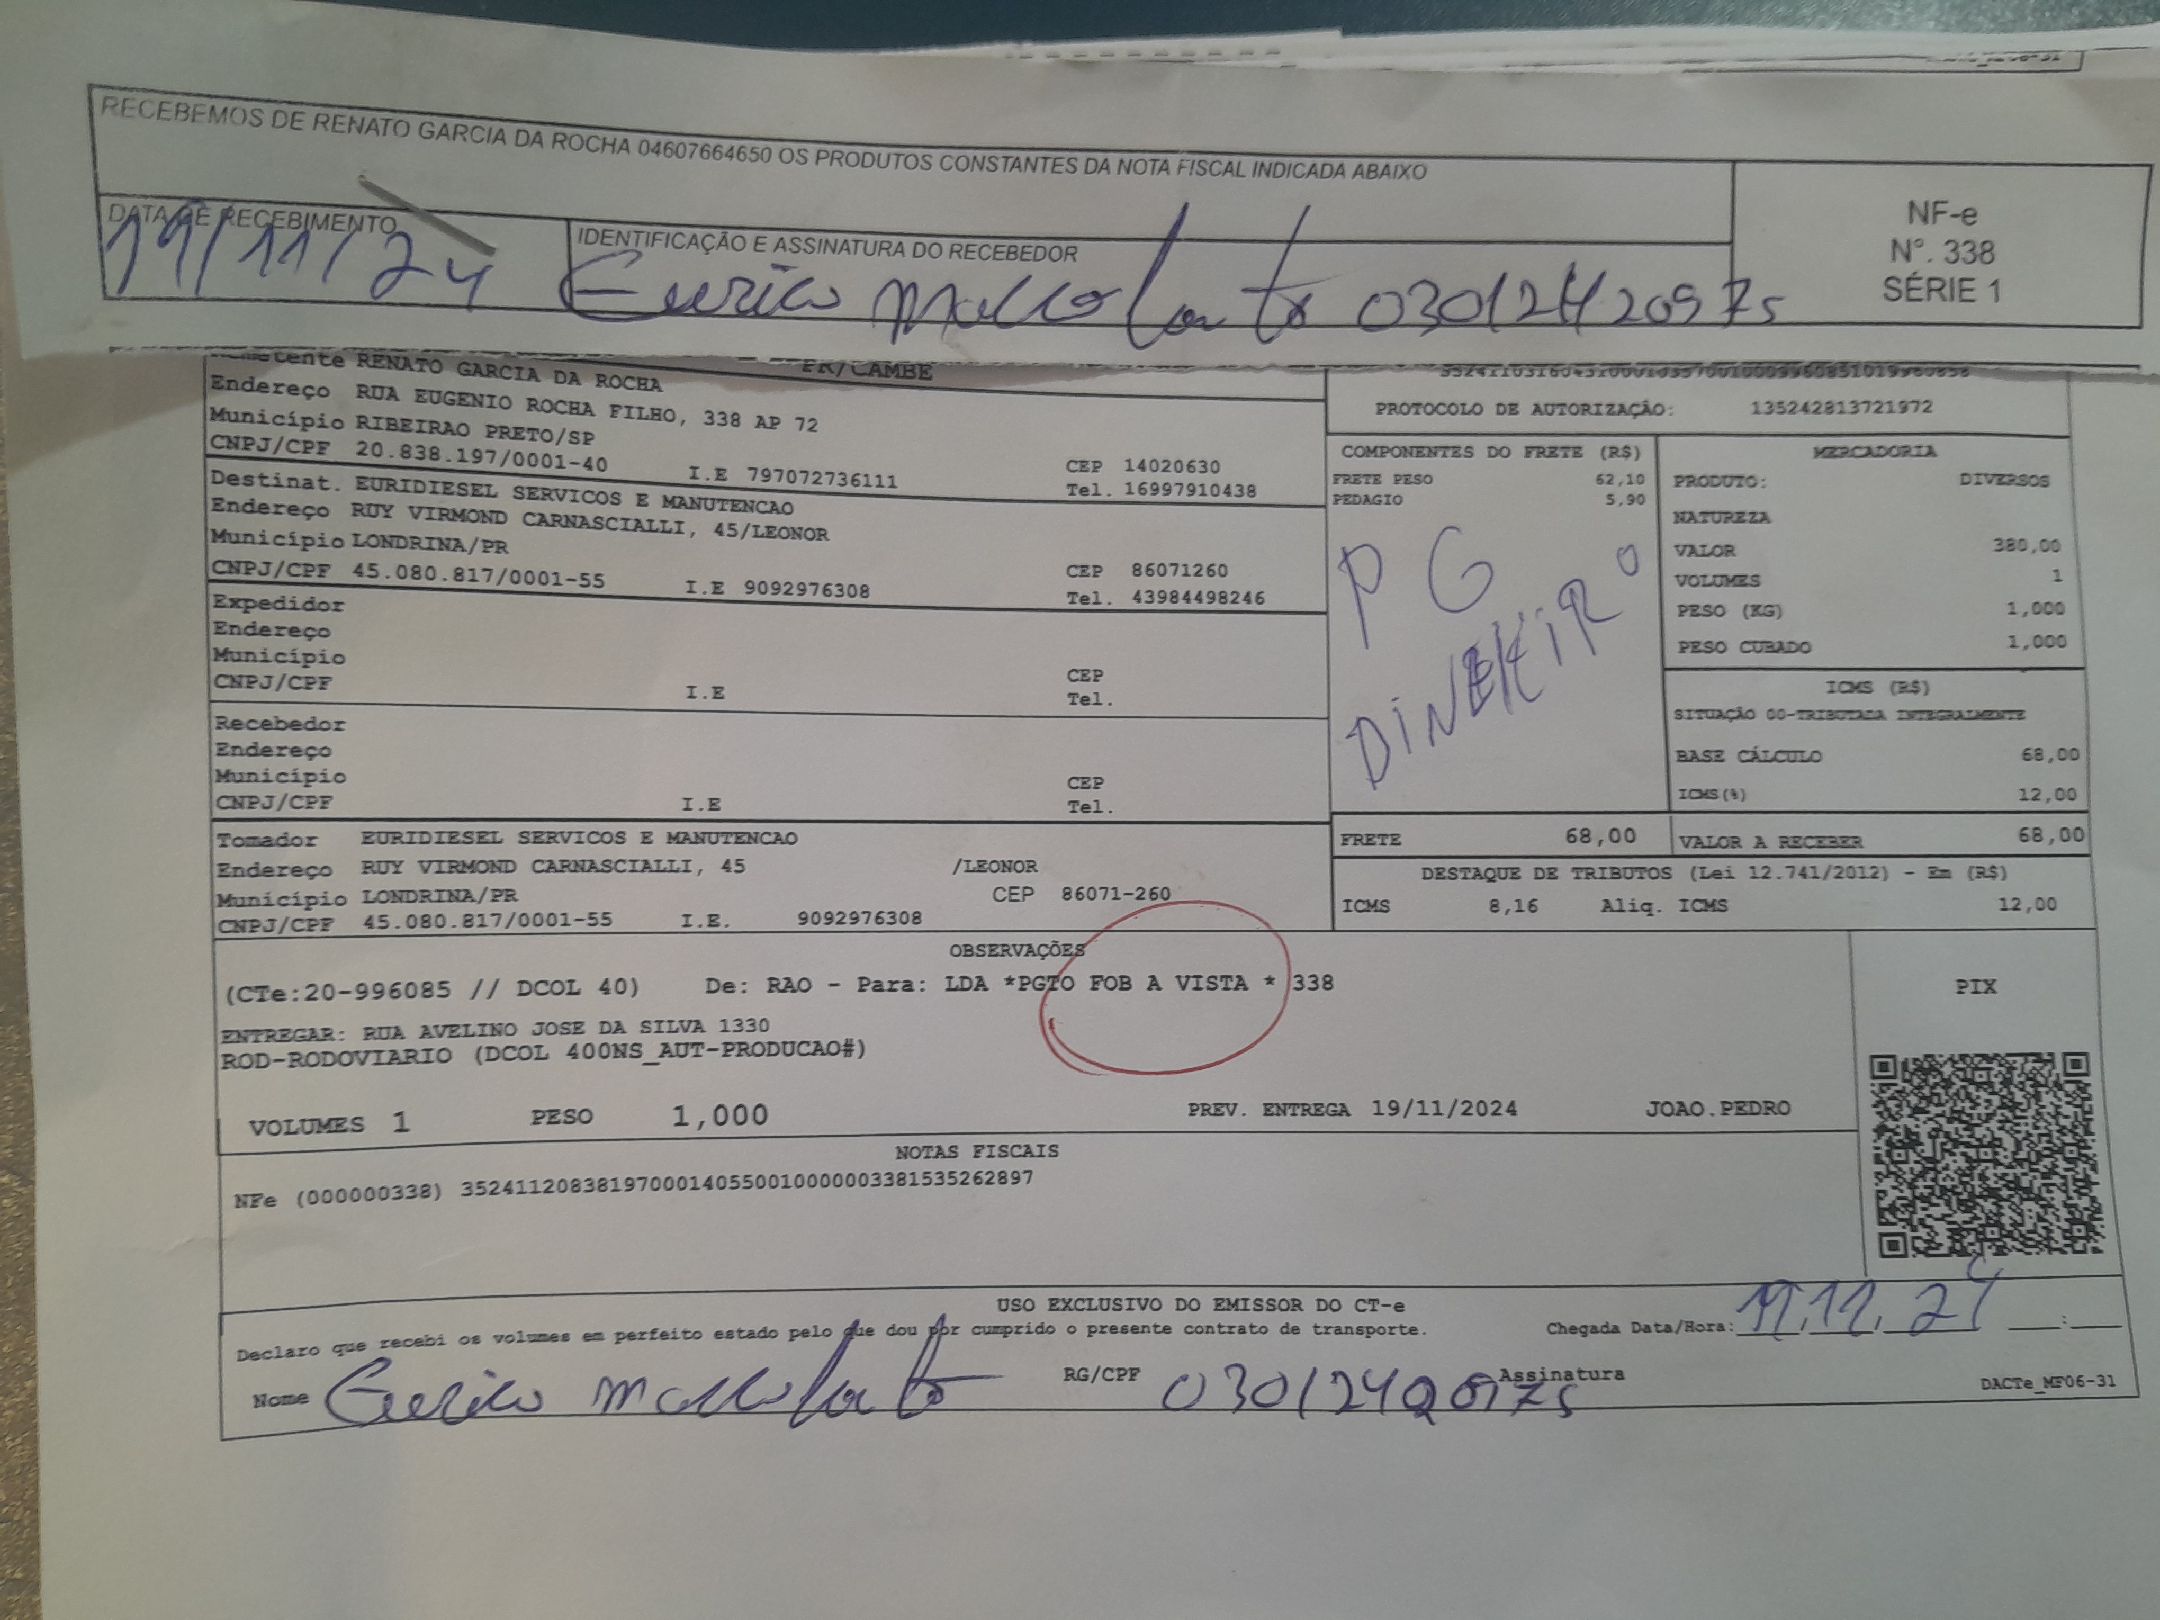 RECEBEMOS DE RENATO GARCIA DA ROCHA 04607664650 OS PRODUTOS CONSTANTES DA NOTA FISCAL INDICADA ABAIXO
DATA DE RECEBIMENTO
19/11/24
IDENTIFICAÇÃO E ASSINATURA DO RECEBEDOR
NF-e
Nº. 338
SÉRIE 1
PR/CAMBE
Remetente RENATO GARCIA DA ROCHA
Endereço RUA EUGENIO ROCHA FILHO, 338 AP 72
Município RIBEIRAO PRETO/SP
CEP 14020630
CNPJ/CPF 20.838.197/0001-40 I.E 797072736111 Tel. 16997910438
Destinat. EURIDIESEL SERVICOS E MANUTENCAO
Endereço RUY VIRMOND CARNASCIALLI, 45/LEONOR
Município LONDRINA/PR
CEP 86071260
CNPJ/CPF 45.080.817/0001-55 I.E 9092976308 Tel. 43984498246
Expedidor
Endereço
Município
CEP
CNPJ/CPF I.E Tel.
Recebedor
Endereço
Município
CEP
CNPJ/CPF I.E Tel.
Tomador EURIDIESEL SERVICOS E MANUTENCAO
Endereço RUY VIRMOND CARNASCIALLI, 45 /LEONOR
Município LONDRINA/PR CEP 86071-260
CNPJ/CPF 45.080.817/0001-55 I.E. 9092976308
PROTOCOLO DE AUTORIZAÇÃO: 135242813721972
COMPONENTES DO FRETE (R$)
FRETE PESO 62,10
PEDAGIO 5,90
PG
DINHEIRO
MERCADORIA
PRODUTO: DIVERSOS
NATUREZA
VALOR 380,00
VOLUMES 1
PESO (KG) 1,000
PESO CUBADO 1,000
ICMS (R$)
SITUAÇÃO 00-TRIBUTADA INTEGRALMENTE
BASE CÁLCULO 68,00
ICMS(%) 12,00
FRETE 68,00 VALOR A RECEBER 68,00
DESTAQUE DE TRIBUTOS (Lei 12.741/2012) - Em (R$)
ICMS 8,16 Aliq. ICMS 12,00
OBSERVAÇÕES
(CTe:20-996085 // DCOL 40) De: RAO - Para: LDA *PGTO FOB A VISTA * 338
ENTREGAR: RUA AVELINO JOSE DA SILVA 1330
ROD-RODOVIARIO (DCOL 400NS_AUT-PRODUCAO#)
VOLUMES 1 PESO 1,000 PREV. ENTREGA 19/11/2024 JOAO.PEDRO
PIX
NOTAS FISCAIS
NFe (000000338) 35241120838197000140550010000003381535262897
USO EXCLUSIVO DO EMISSOR DO CT-e
Declaro que recebi os volumes em perfeito estado pelo que dou por cumprido o presente contrato de transporte. Chegada Data/Hora: 19.11.24 :
Nome RG/CPF Assinatura
DACTe_MF06-31